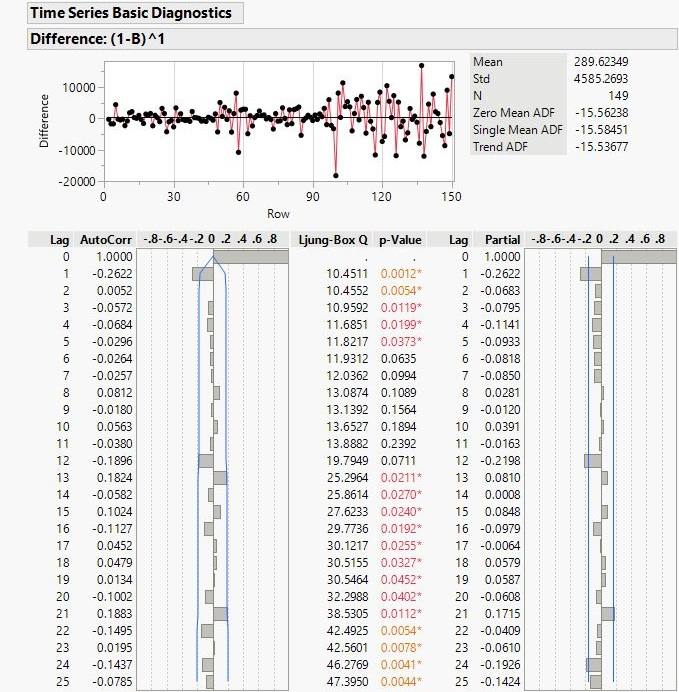 Time Series Basic Diagnostics
Difference: (1-B)^1
Mean 289.62349
Std 4585.2693
N 149
Zero Mean ADF -15.56238
Single Mean ADF -15.58451
Trend ADF -15.53677
Difference
10000
0
-10000
-20000
0 30 60 90 120 150
Row
Lag AutoCorr -.8-.6-.4-.2 0 .2 .4 .6 .8 Ljung-Box Q p-Value Lag Partial -.8-.6-.4-.2 0 .2 .4 .6 .8
0 1.0000 . . 0 1.0000
1 -0.2622 10.4511 0.0012* 1 -0.2622
2 0.0052 10.4552 0.0054* 2 -0.0683
3 -0.0572 10.9592 0.0119* 3 -0.0795
4 -0.0684 11.6851 0.0199* 4 -0.1141
5 -0.0296 11.8217 0.0373* 5 -0.0933
6 -0.0264 11.9312 0.0635 6 -0.0818
7 -0.0257 12.0362 0.0994 7 -0.0850
8 0.0812 13.0874 0.1089 8 0.0281
9 -0.0180 13.1392 0.1564 9 -0.0120
10 0.0563 13.6527 0.1894 10 0.0391
11 -0.0380 13.8882 0.2392 11 -0.0163
12 -0.1896 19.7949 0.0711 12 -0.2198
13 0.1824 25.2964 0.0211* 13 0.0810
14 -0.0582 25.8614 0.0270* 14 0.0008
15 0.1024 27.6233 0.0240* 15 0.0848
16 -0.1127 29.7736 0.0192* 16 -0.0979
17 0.0452 30.1217 0.0255* 17 -0.0064
18 0.0479 30.5155 0.0327* 18 0.0579
19 0.0134 30.5464 0.0452* 19 0.0587
20 -0.1002 32.2988 0.0402* 20 -0.0608
21 0.1883 38.5305 0.0112* 21 0.1715
22 -0.1495 42.4925 0.0054* 22 -0.0409
23 0.0195 42.5601 0.0078* 23 -0.0610
24 -0.1437 46.2769 0.0041* 24 -0.1926
25 -0.0785 47.3950 0.0044* 25 -0.1424